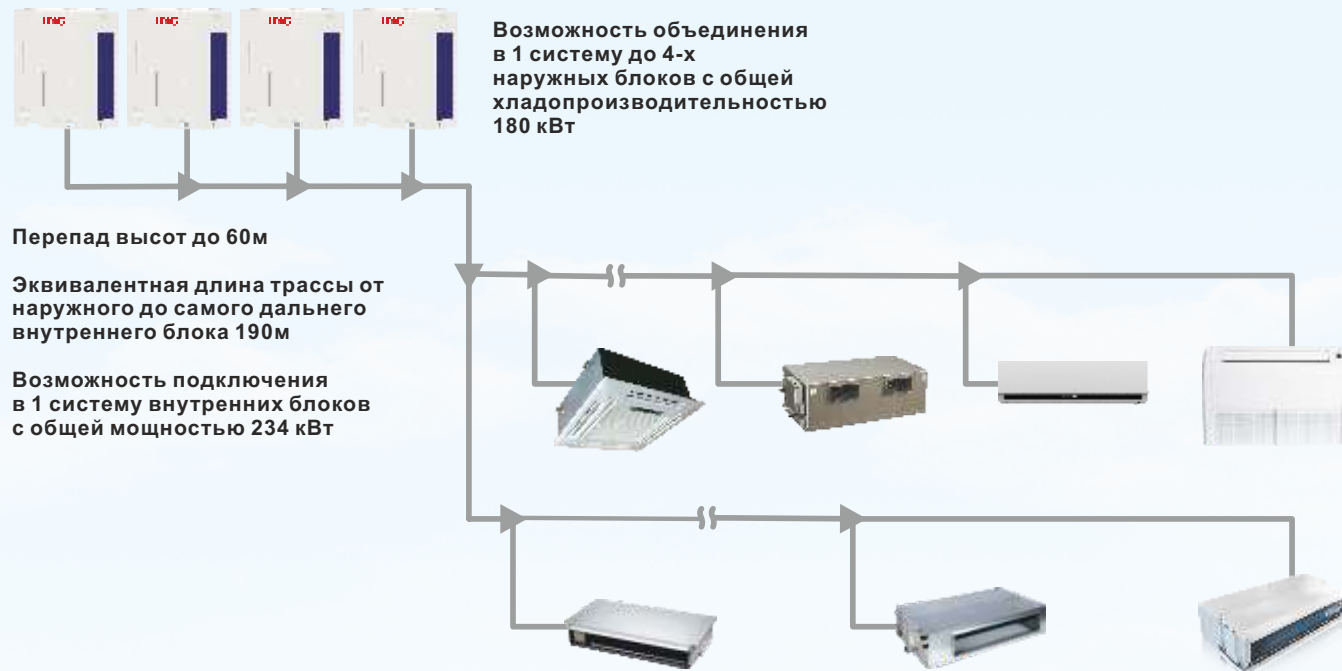 Возможность объединения
в 1 систему до 4-х
наружных блоков с общей
хладопроизводительностью
180 кВт
Перепад высот до 60м
Эквивалентная длина трассы от
наружного до самого дальнего
внутреннего блока 190м
Возможность подключения
в 1 систему внутренних блоков
с общей мощностью 234 кВт